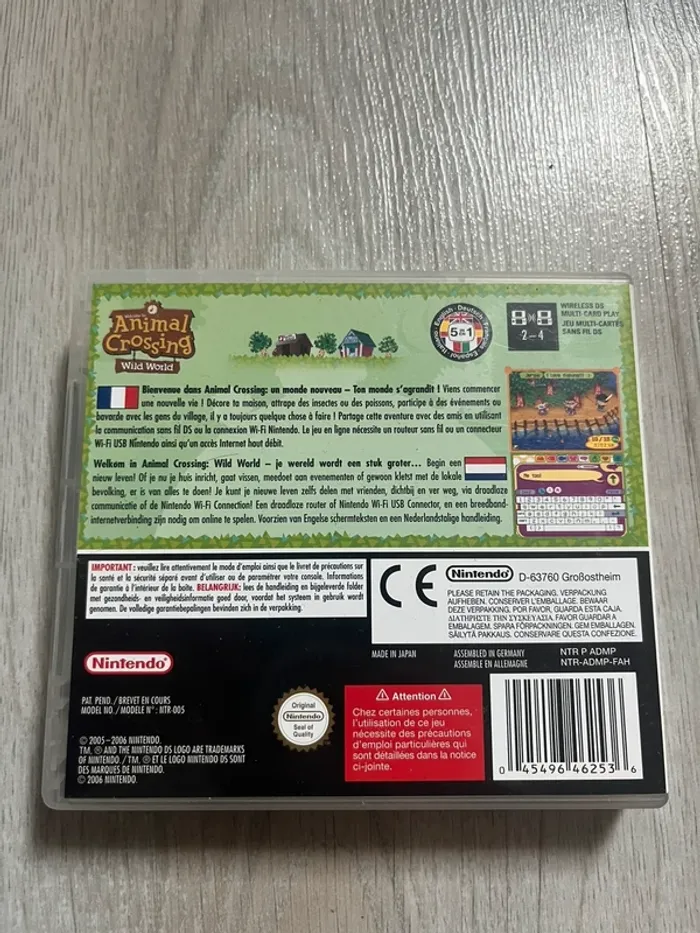 WELCOME TO
Animal
Crossing
Wild World
English · Deutsch · Français · Español · Italiano
5 in 1
2 - 4
WIRELESS DS
MULTI-CARD PLAY
JEU MULTI-CARTES
SANS FIL DS
Bienvenue dans Animal Crossing: un monde nouveau – Ton monde s'agrandit ! Viens commencer
une nouvelle vie ! Décore ta maison, attrape des insectes ou des poissons, participe à des événements ou
bavarde avec les gens du village, il y a toujours quelque chose à faire ! Partage cette aventure avec des amis en utilisant
la communication sans fil DS ou la connexion Wi-Fi Nintendo. Le jeu en ligne nécessite un routeur sans fil ou un connecteur
Wi-Fi USB Nintendo ainsi qu'un accès Internet haut débit.
Welkom in Animal Crossing: Wild World – je wereld wordt een stuk groter... Begin een
nieuw leven! Of je nu je huis inricht, gaat vissen, meedoet aan evenementen of gewoon kletst met de lokale
bevolking, er is van alles te doen! Je kunt je nieuwe leven zelfs delen met vrienden, dichtbij en ver weg, via draadloze
communicatie of de Nintendo Wi-Fi Connection! Een draadloze router of Nintendo Wi-Fi USB Connector, en een breedband-
internetverbinding zijn nodig om online te spelen. Voorzien van Engelse schermteksten en een Nederlandstalige handleiding.
IMPORTANT : veuillez lire attentivement le mode d'emploi ainsi que le livret de précautions sur
la santé et la sécurité séparé avant d'utiliser ou de paramétrer votre console. Informations
de garantie à l'intérieur de la boîte. BELANGRIJK: lees de handleiding en bijgeleverde folder
met gezondheids- en veiligheidsinformatie goed door, voordat het systeem in gebruik wordt
genomen. De volledige garantiebepalingen bevinden zich in de verpakking.
CE
Nintendo® D-63760 Großostheim
PLEASE RETAIN THE PACKAGING. VERPACKUNG
AUFHEBEN. CONSERVER L'EMBALLAGE. BEWAAR
DEZE VERPAKKING. POR FAVOR, GUARDA ESTA CAJA.
ΔΙΑΤΗΡΗΣΤΕ ΤΗΝ ΣΥΣΚΕΥΑΣΙΑ. FAVOR GUARDAR A
EMBALAGEM. SPARA FÖRPACKNINGEN. GEM EMBALLAGEN.
SÄILYTÄ PAKKAUS. CONSERVARE QUESTA CONFEZIONE.
Nintendo®
MADE IN JAPAN
ASSEMBLED IN GERMANY
ASSEMBLÉ EN ALLEMAGNE
NTR P ADMP
NTR-ADMP-FAH
PAT. PEND. / BREVET EN COURS
MODEL NO. / MODÈLE N° : NTR-005
© 2005–2006 NINTENDO.
TM, ® AND THE NINTENDO DS LOGO ARE TRADEMARKS
OF NINTENDO. / TM, ® ET LE LOGO NINTENDO DS SONT
DES MARQUES DE NINTENDO.
© 2006 NINTENDO.
Original
Nintendo
Seal of
Quality
Attention
Chez certaines personnes,
l'utilisation de ce jeu
nécessite des précautions
d'emploi particulières qui
sont détaillées dans la notice
ci-jointe.
0 45496 46253 6